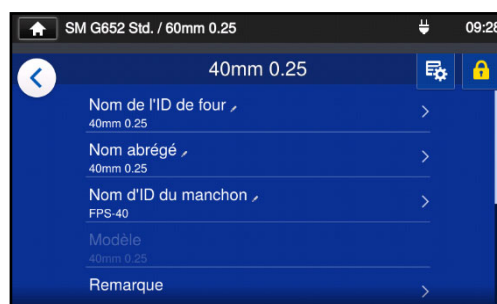 SM G652 Std. / 60mm 0.25 09:28
40mm 0.25
Nom de l'ID de four
40mm 0.25
Nom abrégé
40mm 0.25
Nom d'ID du manchon
FPS-40
Modèle
40mm 0.25
Remarque